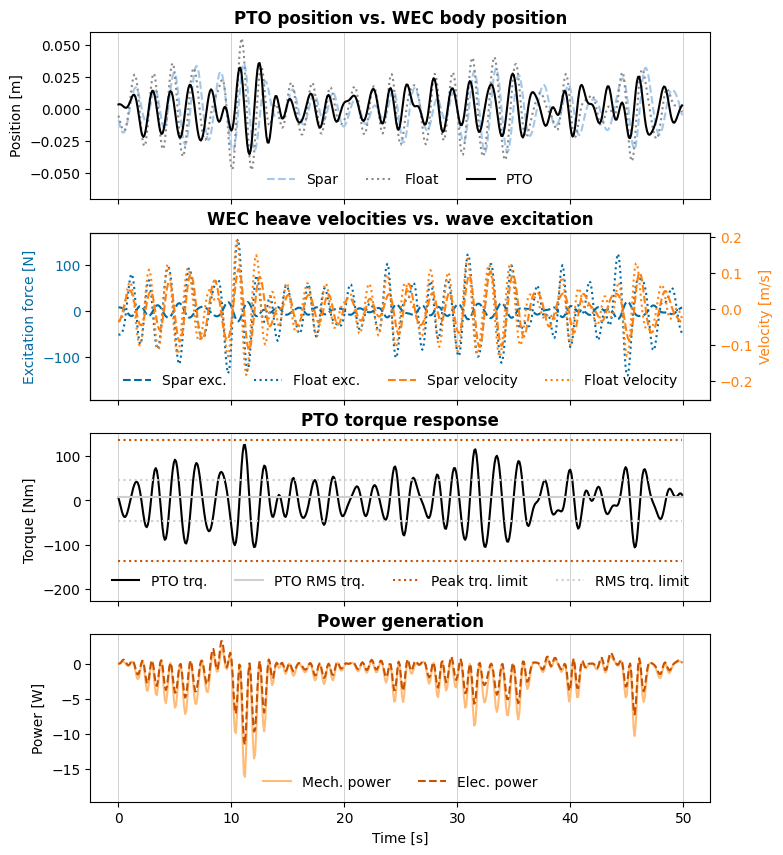 PTO position vs. WEC body position
Position [m]
0.050
0.025
0.000
−0.025
−0.050
Spar Float PTO
WEC heave velocities vs. wave excitation
Excitation force [N]
100
0
−100
0.2
0.1
0.0
−0.1
−0.2
Velocity [m/s]
Spar exc. Float exc. Spar velocity Float velocity
PTO torque response
Torque [Nm]
100
0
−100
−200
PTO trq. PTO RMS trq. Peak trq. limit RMS trq. limit
Power generation
Power [W]
0
−5
−10
−15
Mech. power Elec. power
0 10 20 30 40 50
Time [s]